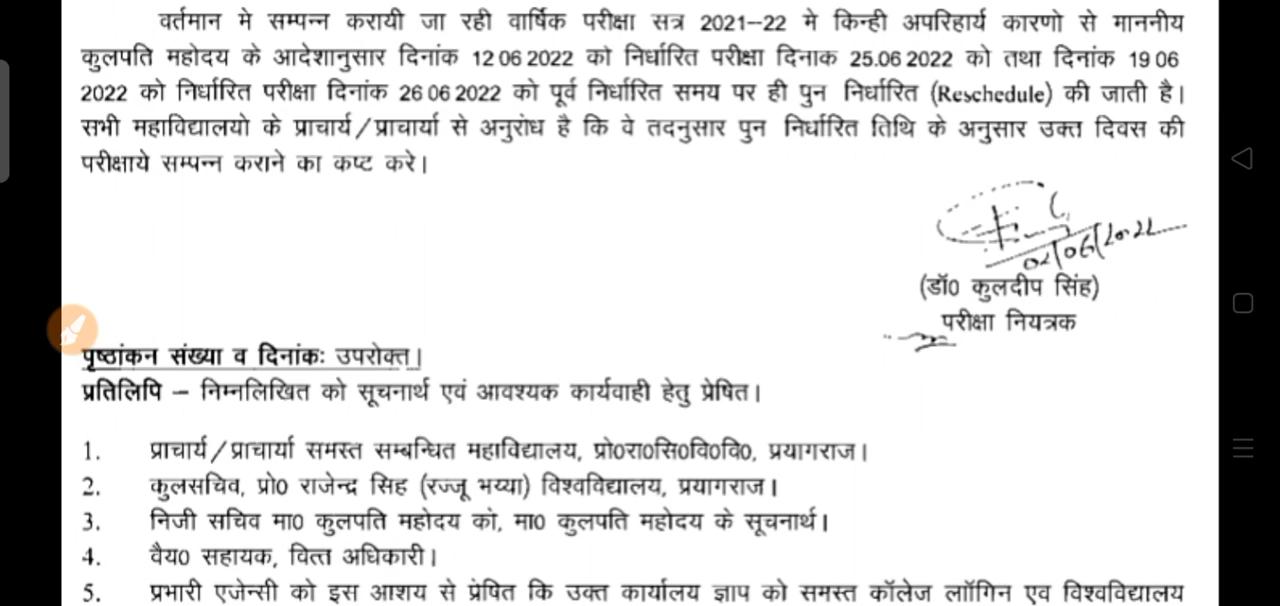 वर्तमान मे सम्पन्न करायी जा रही वार्षिक परीक्षा सत्र 2021–22 मे किन्ही अपरिहार्य कारणो से माननीय
कुलपति महोदय के आदेशानुसार दिनांक 12 06 2022 को निर्धारित परीक्षा दिनाक 25.06 2022 को तथा दिनांक 19 06
2022 को निर्धारित परीक्षा दिनांक 26 06 2022 को पूर्व निर्धारित समय पर ही पुन निर्धारित (Reschedule) की जाती है।
सभी महाविद्यालयो के प्राचार्य/प्राचार्या से अनुरोध है कि वे तदनुसार पुन निर्धारित तिथि के अनुसार उक्त दिवस की
परीक्षाये सम्पन्न कराने का कष्ट करे।
(डॉ0 कुलदीप सिंह)
परीक्षा नियत्रक
पृष्ठांकन संख्या व दिनांकः उपरोक्त।
प्रतिलिपि – निम्नलिखित को सूचनार्थ एवं आवश्यक कार्यवाही हेतु प्रेषित।
1. प्राचार्य/प्राचार्या समस्त सम्बन्धित महाविद्यालय, प्रो0रा0सि0वि0वि0, प्रयागराज।
2. कुलसचिव, प्रो0 राजेन्द्र सिह (रज्जू भय्या) विश्वविद्यालय, प्रयागराज।
3. निजी सचिव मा0 कुलपति महोदय को, मा0 कुलपति महोदय के सूचनार्थ।
4. वैय0 सहायक, वित्त अधिकारी।
5. प्रभारी एजेन्सी को इस आशय से प्रेषित कि उक्त कार्यालय ज्ञाप को समस्त कॉलेज लॉगिन एव विश्वविद्यालय